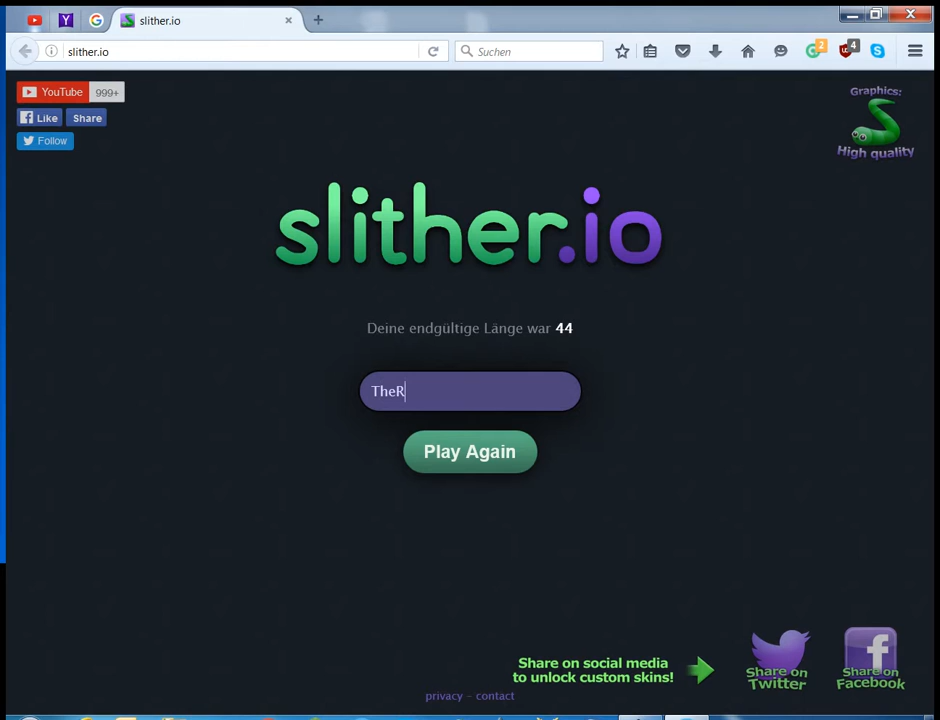 slither.io
slither.io
Suchen
2
4
YouTube 999+
Like Share
Follow
Graphics:
High quality
slither.io
Deine endgültige Länge war 44
TheR
Play Again
Share on social media
to unlock custom skins!
Share on
Twitter
Share on
Facebook
privacy – contact